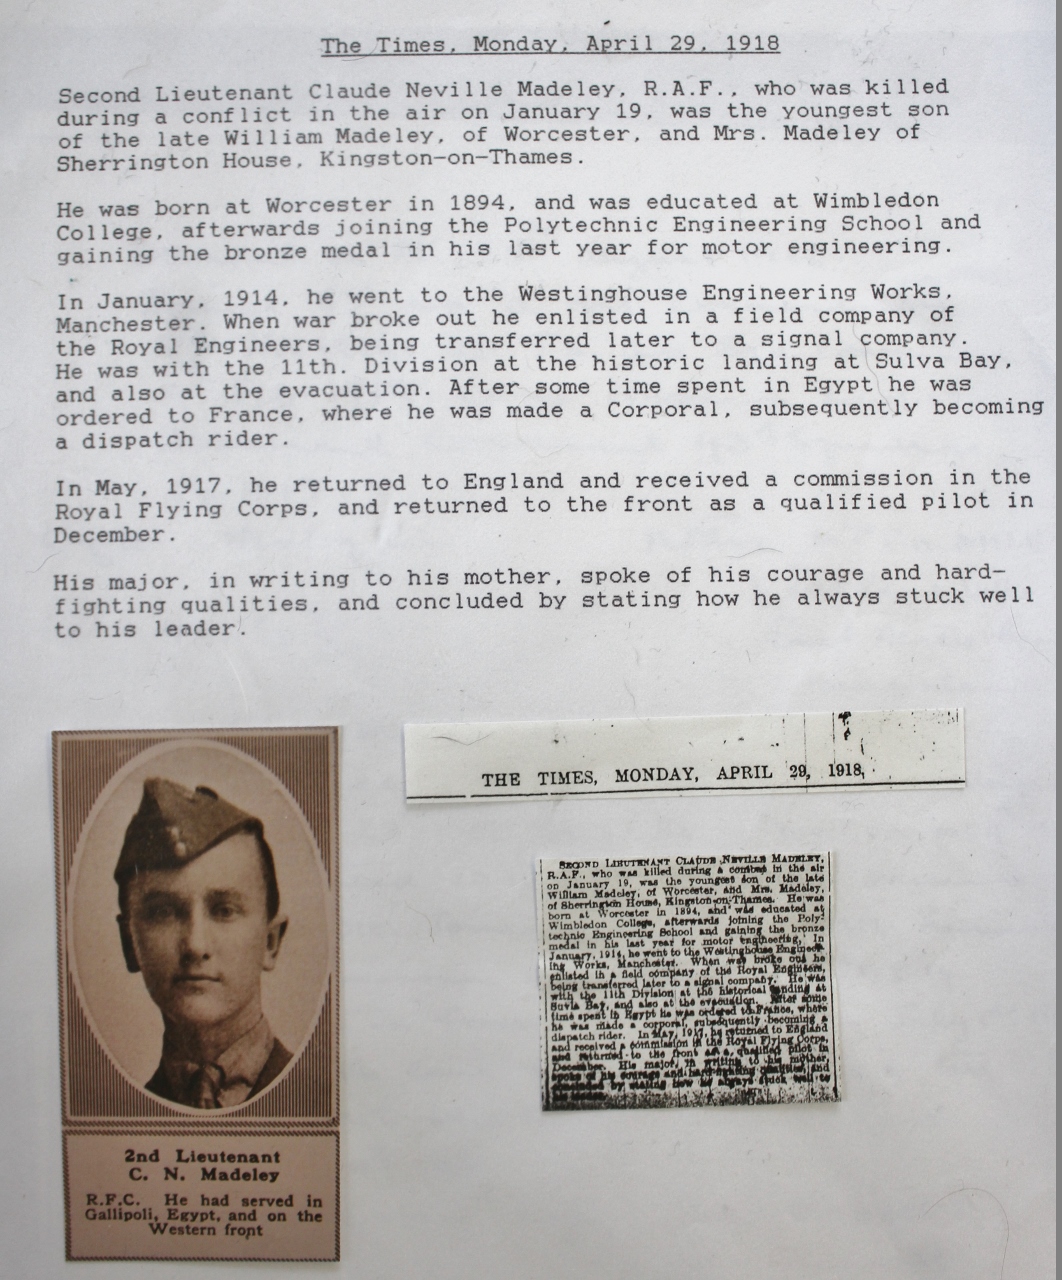 The Times, Monday, April 29, 1918
Second Lieutenant Claude Neville Madeley, R.A.F., who was killed
during a conflict in the air on January 19, was the youngest son
of the late William Madeley, of Worcester, and Mrs. Madeley of
Sherrington House, Kingston-on-Thames.
He was born at Worcester in 1894, and was educated at Wimbledon
College, afterwards joining the Polytechnic Engineering School and
gaining the bronze medal in his last year for motor engineering.
In January, 1914, he went to the Westinghouse Engineering Works,
Manchester. When war broke out he enlisted in a field company of
the Royal Engineers, being transferred later to a signal company.
He was with the 11th. Division at the historic landing at Sulva Bay,
and also at the evacuation. After some time spent in Egypt he was
ordered to France, where he was made a Corporal, subsequently becoming
a dispatch rider.
In May, 1917, he returned to England and received a commission in the
Royal Flying Corps, and returned to the front as a qualified pilot in
December.
His major, in writing to his mother, spoke of his courage and hard-
fighting qualities, and concluded by stating how he always stuck well
to his leader.
THE TIMES, MONDAY, APRIL 29, 1918,
SECOND LIEUTENANT CLAUDE NEVILLE MADELEY,
R.A.F., who was killed during a combat in the air
on January 19, was the youngest son of the late
William Madeley, of Worcester, and Mrs. Madeley,
of Sherrington House, Kingston-on-Thames. He was
born at Worcester in 1894, and was educated at
Wimbledon College, afterwards joining the Poly-
technic Engineering School and gaining the bronze
medal in his last year for motor engineering. In
January, 1914, he went to the Westinghouse Engineer-
ing Works, Manchester. When war broke out he
enlisted in a field company of the Royal Engineers,
being transferred later to a signal company. He was
with the 11th Division at the historical landing at
Suvla Bay, and also at the evacuation. After some
time spent in Egypt he was ordered to France, where
he was made a corporal, subsequently becoming a
dispatch rider. In May, 1917, he returned to England
and received a commission in the Royal Flying Corps,
and returned to the front as a qualified pilot in
December. His major, in writing to his mother,
spoke of his courage and hard-fighting qualities, and
concluded by stating how he always stuck well to
his leader.
2nd Lieutenant
C. N. Madeley
R.F.C. He had served in
Gallipoli, Egypt, and on the
Western front